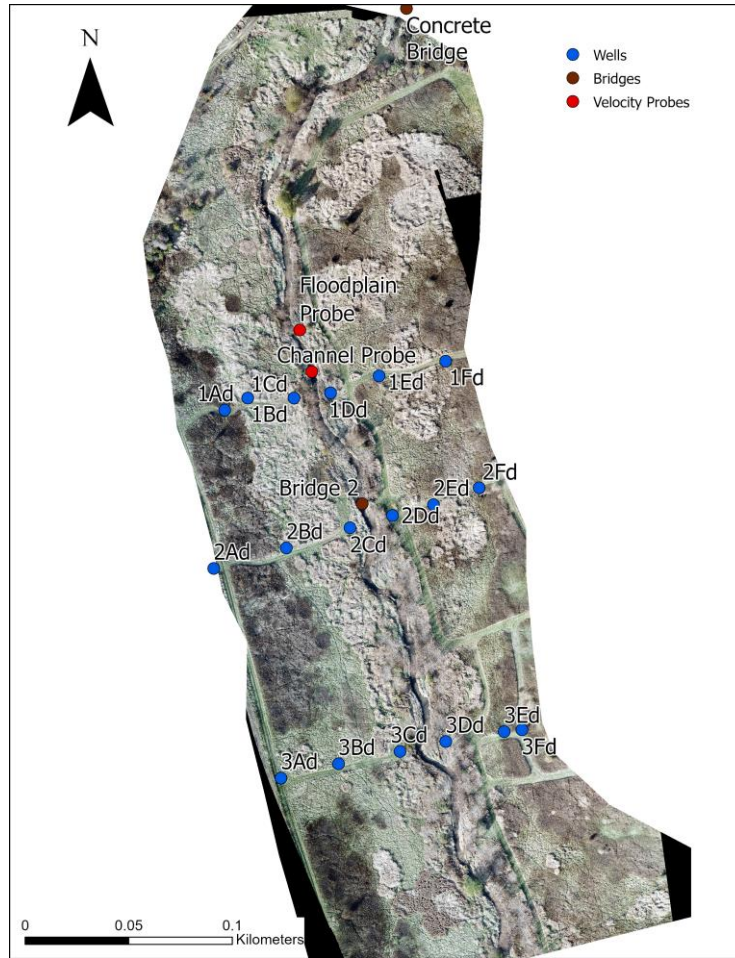 Concrete
Bridge
N
Wells
Bridges
Velocity Probes
Floodplain
Probe
Channel Probe
1Ad
1Cd
1Bd
1Dd
1Ed
1Fd
Bridge 2
2Ad
2Bd
2Cd
2Dd
2Ed
2Fd
3Ad
3Bd
3Cd
3Dd
3Ed
3Fd
0 0.05 0.1
Kilometers